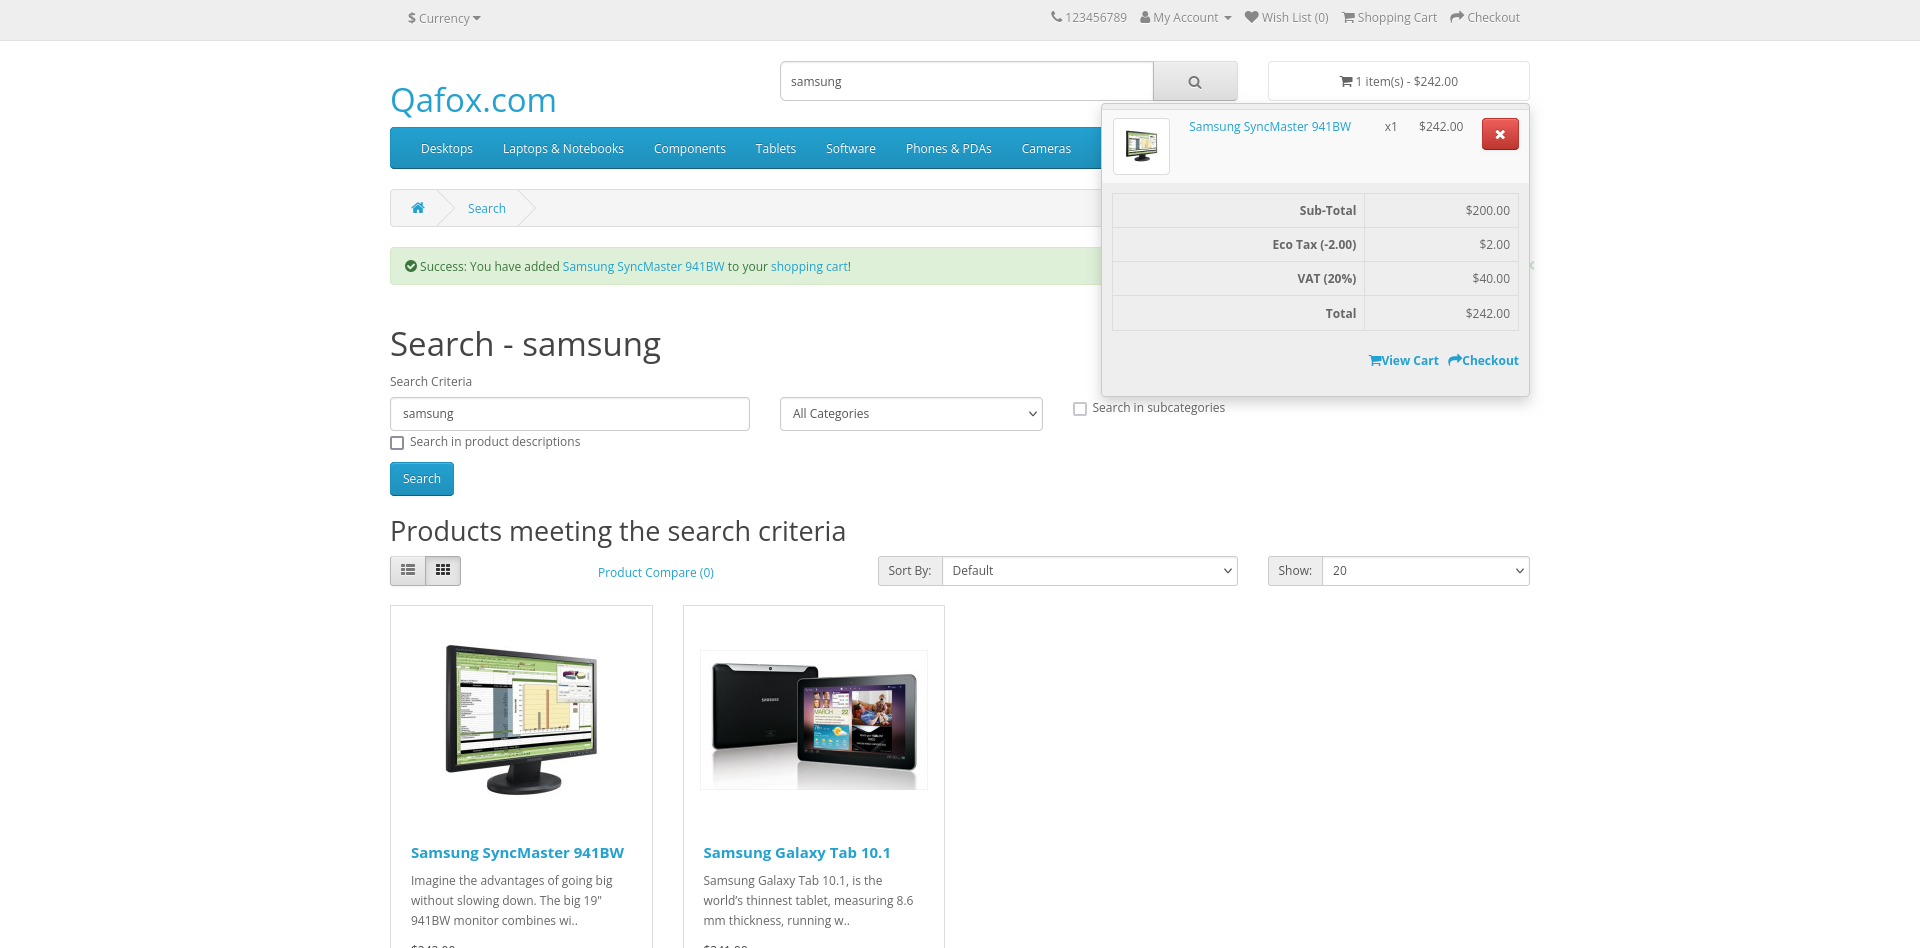 $ Currency
123456789 My Account Wish List (0) Shopping Cart Checkout
Qafox.com
samsung
1 item(s) - $242.00
Desktops Laptops & Notebooks Components Tablets Software Phones & PDAs Cameras
Samsung SyncMaster 941BW x1 $242.00
Sub-Total $200.00
Eco Tax (-2.00) $2.00
VAT (20%) $40.00
Total $242.00
View Cart Checkout
Search
Success: You have added Samsung SyncMaster 941BW to your shopping cart!
Search - samsung
Search Criteria
samsung
All Categories
Search in subcategories
Search in product descriptions
Search
Products meeting the search criteria
Product Compare (0)
Sort By: Default
Show: 20
SAMSUNG
Samsung SyncMaster 941BW
Imagine the advantages of going big
without slowing down. The big 19"
941BW monitor combines wi..
Samsung Galaxy Tab 10.1
Samsung Galaxy Tab 10.1, is the
world’s thinnest tablet, measuring 8.6
mm thickness, running w..